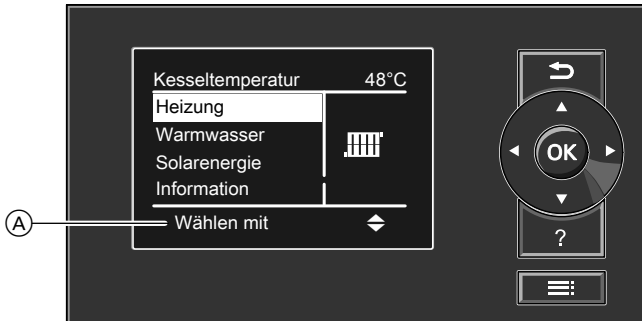 Kesseltemperatur 48°C
Heizung
Warmwasser
Solarenergie
Information
Wählen mit
A
OK
?